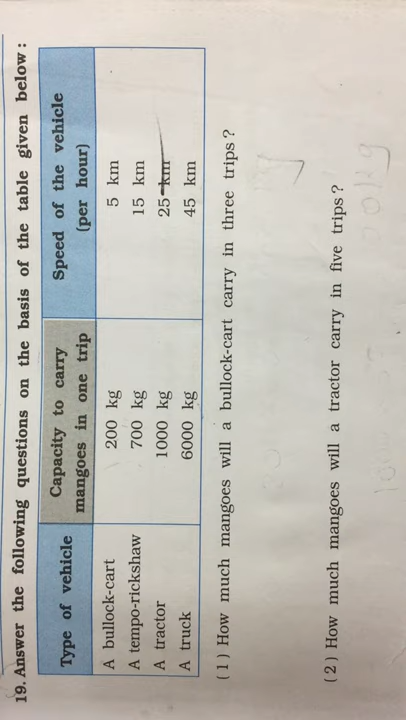 19. Answer the following questions on the basis of the table given below :
Type of vehicle Capacity to carry mangoes in one trip Speed of the vehicle (per hour)
A bullock-cart 200 kg 5 km
A tempo-rickshaw 700 kg 15 km
A tractor 1000 kg 25 km
A truck 6000 kg 45 km
( 1 ) How much mangoes will a bullock-cart carry in three trips ?
( 2 ) How much mangoes will a tractor carry in five trips ?